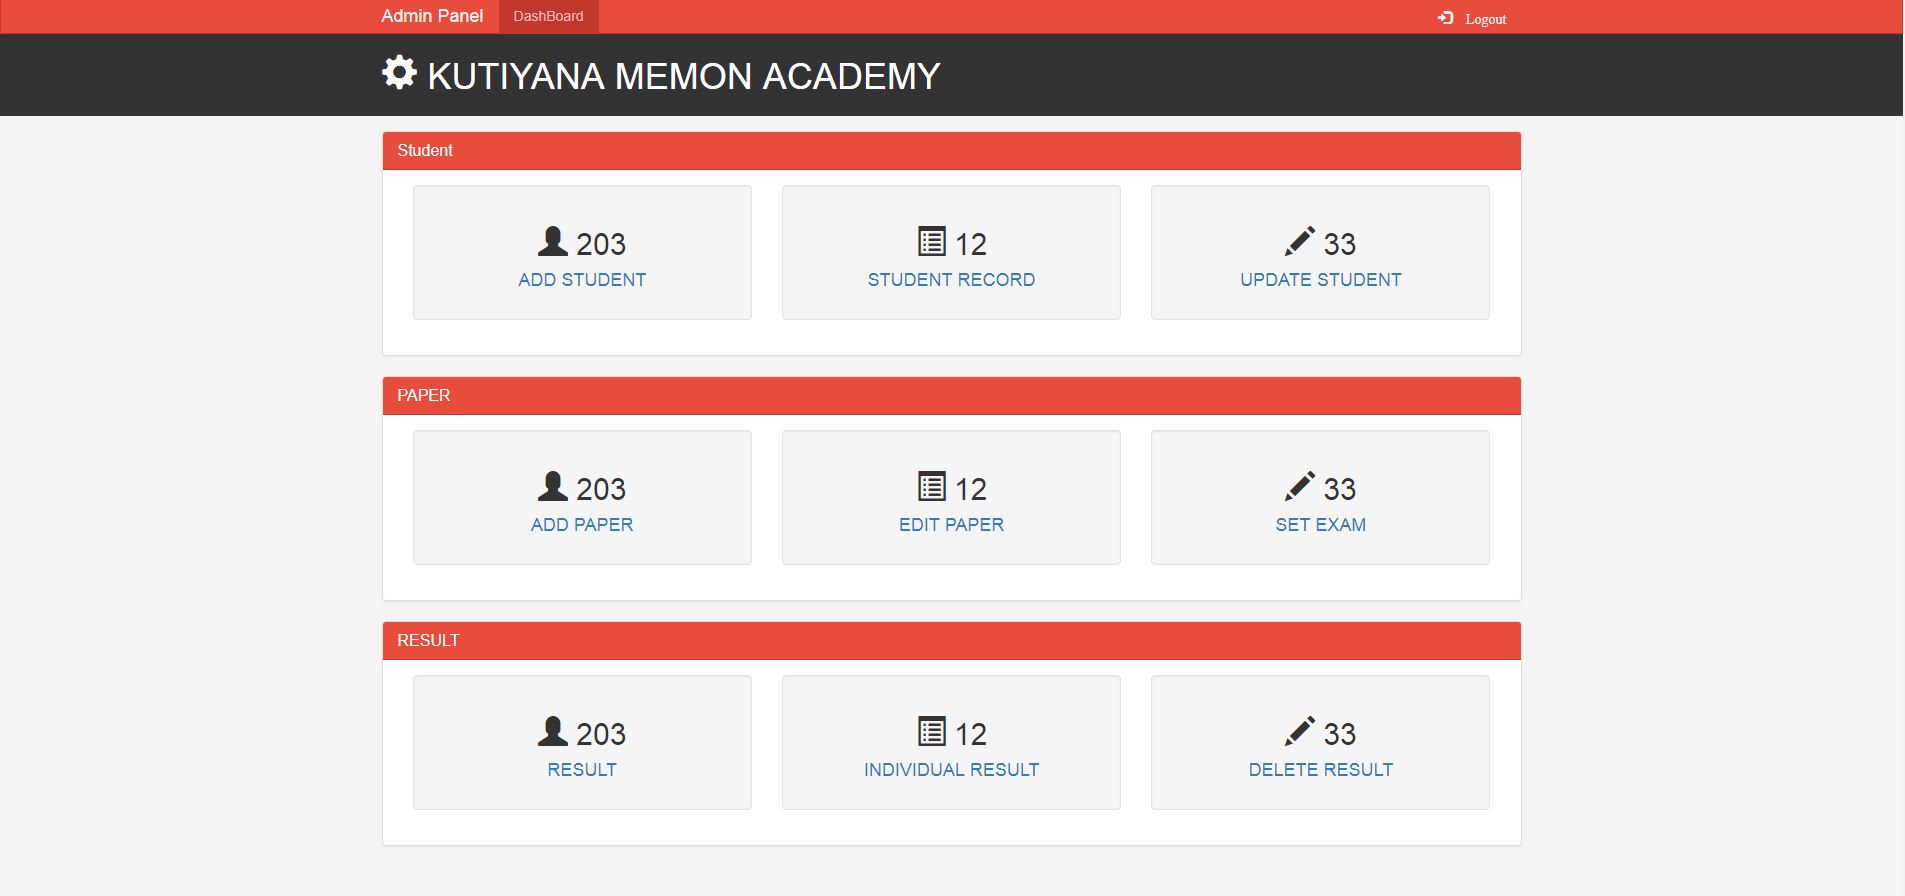 Admin Panel DashBoard Logout
KUTIYANA MEMON ACADEMY
Student
203 12 33
ADD STUDENT STUDENT RECORD UPDATE STUDENT
PAPER
203 12 33
ADD PAPER EDIT PAPER SET EXAM
RESULT
203 12 33
RESULT INDIVIDUAL RESULT DELETE RESULT